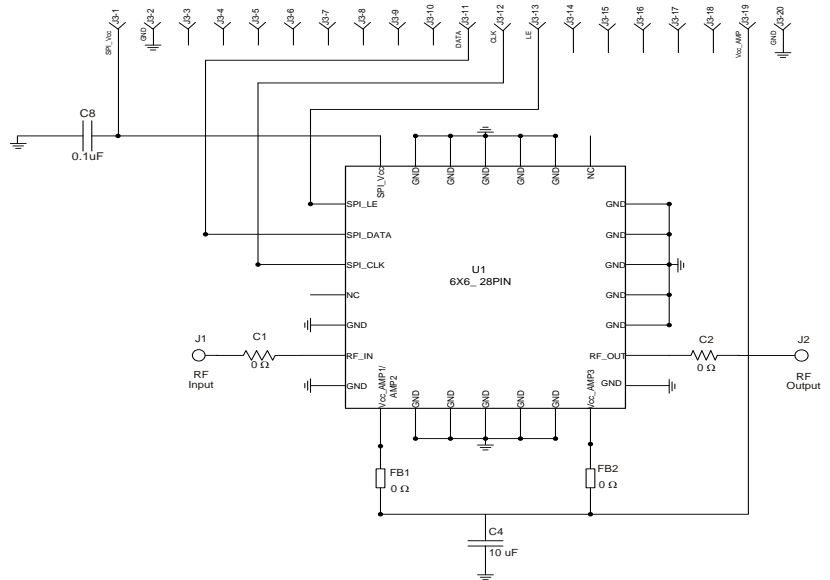 J3-1
J3-2
J3-3
J3-4
J3-5
J3-6
J3-7
J3-8
J3-9
J3-10
J3-11
J3-12
J3-13
J3-14
J3-15
J3-16
J3-17
J3-18
J3-19
J3-20
SPI_Vcc
GND
DATA
CLK
LE
Vcc_AMP
GND
C8
0.1uF
SPI_Vcc
GND
GND
GND
GND
GND
NC
SPI_LE
SPI_DATA
SPI_CLK
NC
GND
RF_IN
GND
U1
6X6_ 28PIN
GND
GND
GND
GND
GND
RF_OUT
GND
J1
RF
Input
C1
0 Ω
C2
0 Ω
J2
RF
Output
Vcc_AMP1/
AMP2
GND
GND
GND
GND
GND
Vcc_AMP3
FB1
0 Ω
FB2
0 Ω
C4
10 uF